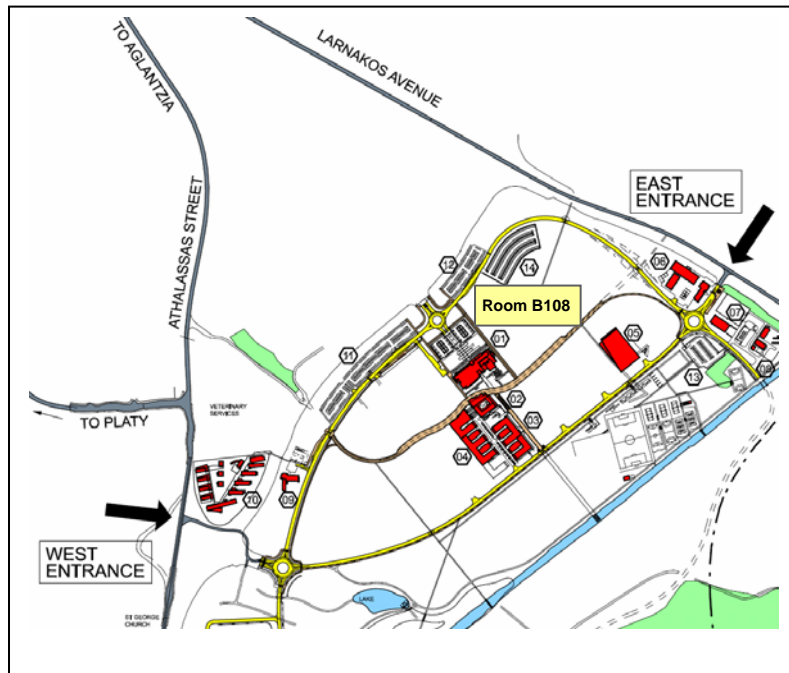 TO AGLANTZIA
LARNAKOS AVENUE
ATHALASSAS STREET
EAST
ENTRANCE
06
12
14
07
Room B108
01
05
11
08
13
02
VETERINARY
SERVICES
TO PLATY
03
04
10
09
WEST
ENTRANCE
LAKE
ST GEORGE
CHURCH